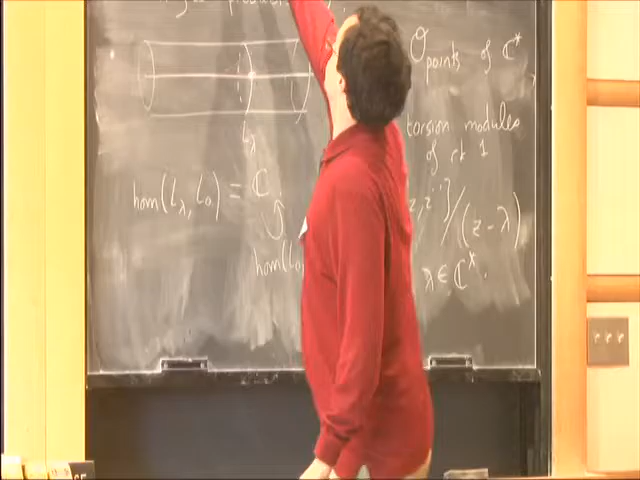 O points of ℂ*
L_λ
torsion modules
of rk 1
hom(L_λ, L_0) = ℂ
hom(L_0
z, z⁻¹]/(z - λ)
λ ∈ ℂ*.